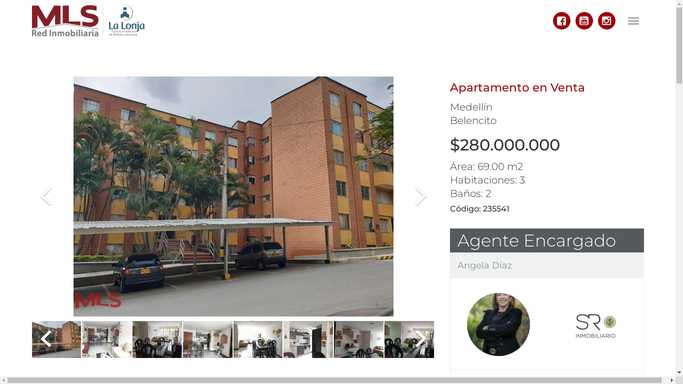 MLS
Red Inmobiliaria
La Lonja
Apartamento en Venta
Medellín
Belencito
$280.000.000
Área: 69.00 m2
Habitaciones: 3
Baños: 2
Código: 235541
Agente Encargado
Angela Diaz
MLS
SR
INMOBILIARIO